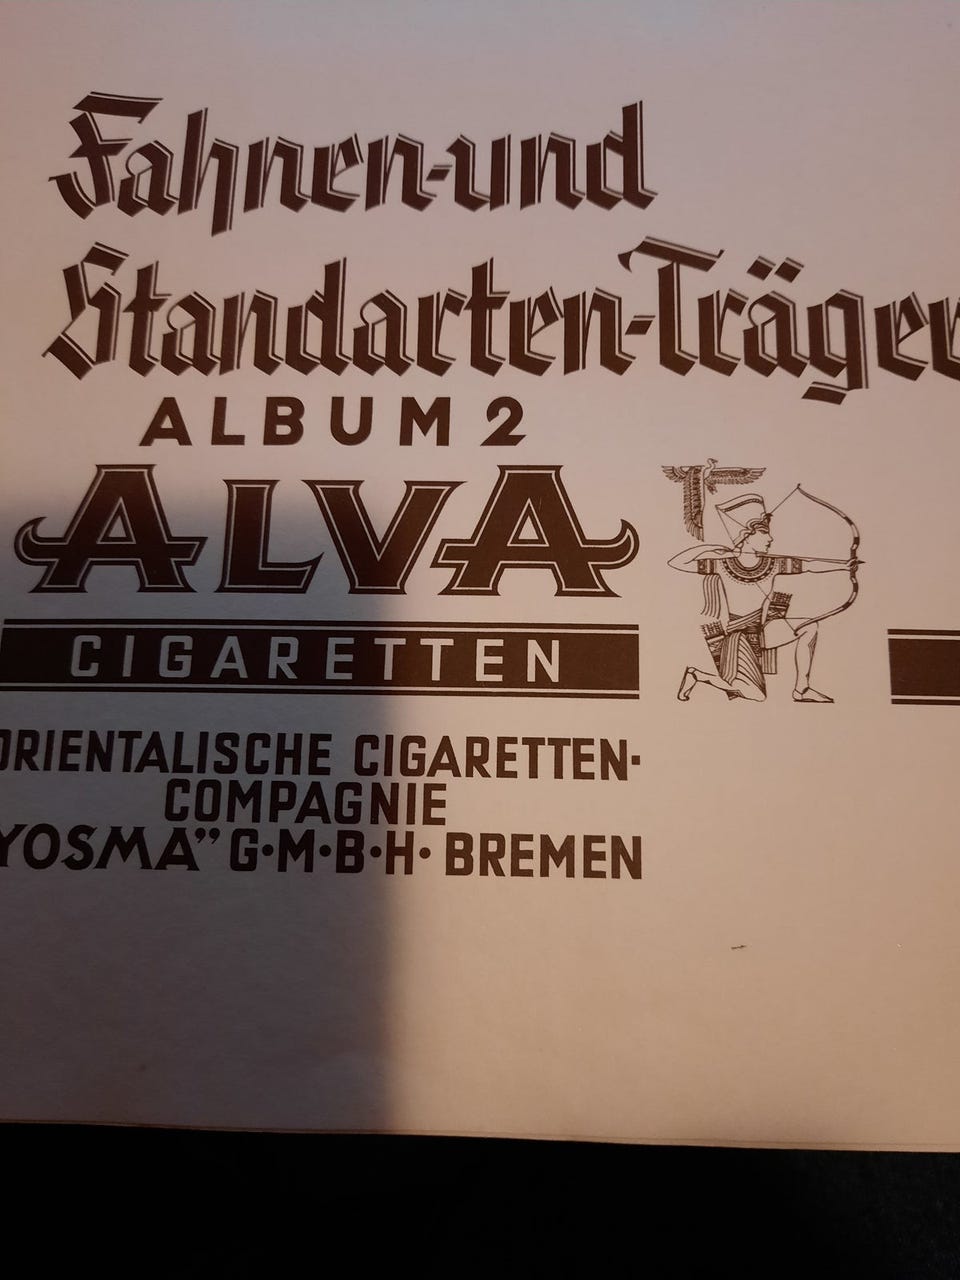 Fahnen-und
Standarten-Träger
ALBUM 2
ALVA
CIGARETTEN
ORIENTALISCHE CIGARETTEN-
COMPAGNIE
YOSMA” G·M·B·H· BREMEN